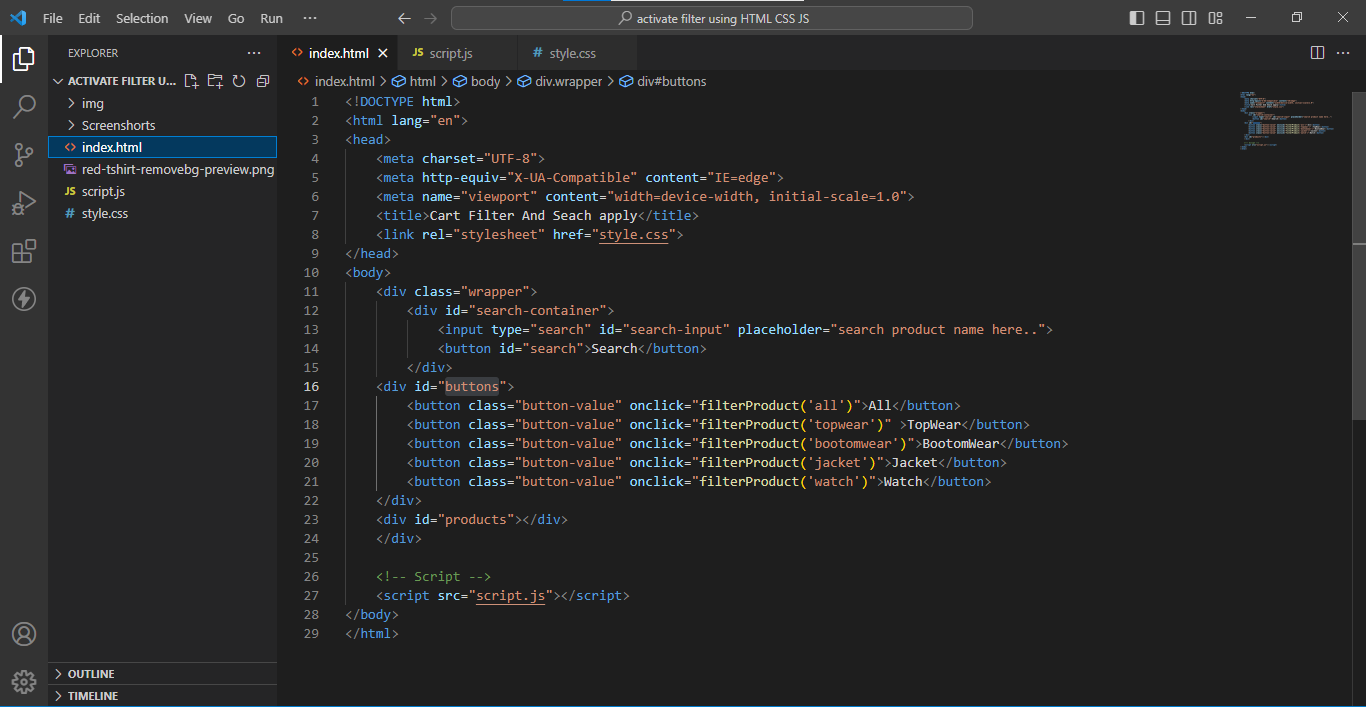 File Edit Selection View Go Run ··· activate filter using HTML CSS JS
EXPLORER
ACTIVATE FILTER U...
img
Screenshorts
index.html
red-tshirt-removebg-preview.png
JS script.js
# style.css
OUTLINE
TIMELINE
index.html JS script.js # style.css
index.html > html > body > div.wrapper > div#buttons
1 <!DOCTYPE html>
2 <html lang="en">
3 <head>
4 <meta charset="UTF-8">
5 <meta http-equiv="X-UA-Compatible" content="IE=edge">
6 <meta name="viewport" content="width=device-width, initial-scale=1.0">
7 <title>Cart Filter And Seach apply</title>
8 <link rel="stylesheet" href="style.css">
9 </head>
10 <body>
11 <div class="wrapper">
12 <div id="search-container">
13 <input type="search" id="search-input" placeholder="search product name here..">
14 <button id="search">Search</button>
15 </div>
16 <div id="buttons">
17 <button class="button-value" onclick="filterProduct('all')">All</button>
18 <button class="button-value" onclick="filterProduct('topwear')" >TopWear</button>
19 <button class="button-value" onclick="filterProduct('bootomwear')">BootomWear</button>
20 <button class="button-value" onclick="filterProduct('jacket')">Jacket</button>
21 <button class="button-value" onclick="filterProduct('watch')">Watch</button>
22 </div>
23 <div id="products"></div>
24 </div>
25
26 <!-- Script -->
27 <script src="script.js"></script>
28 </body>
29 </html>